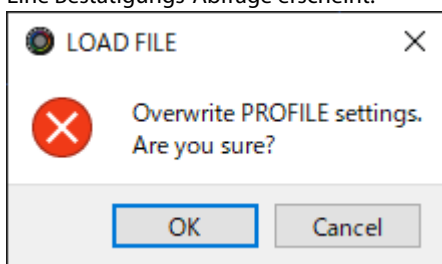 Eine Bestätigungs-Abfrage erscheint.
LOAD FILE
Overwrite PROFILE settings.
Are you sure?
OK
Cancel